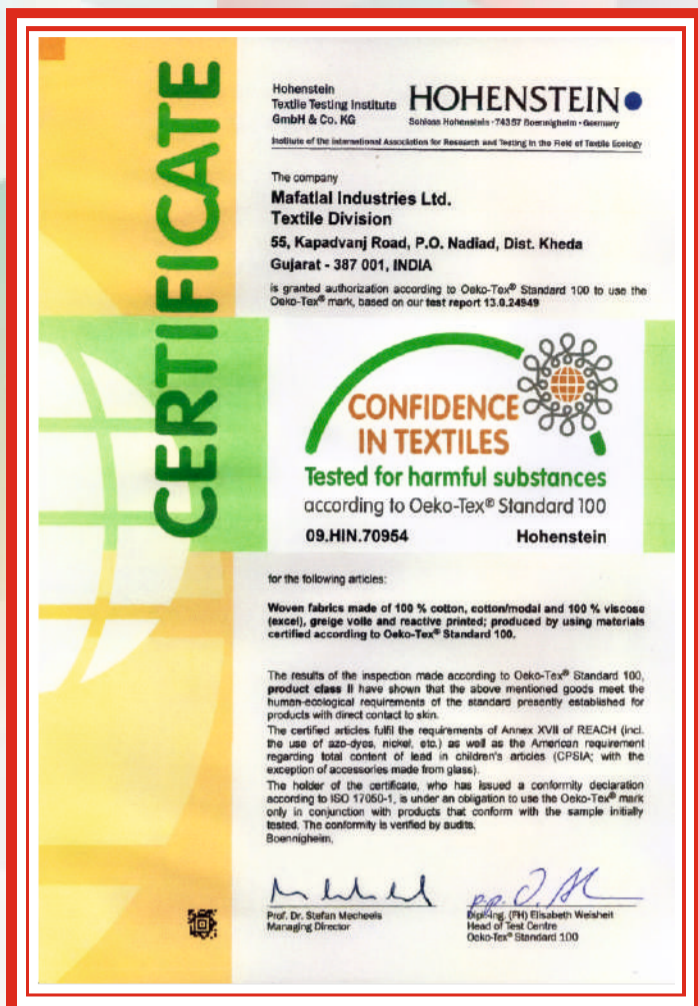 CERTIFICATE
Hohenstein
Textile Testing Institute
GmbH & Co. KG
HOHENSTEIN
Schloss Hohenstein · 74357 Boennigheim · Germany
Institute of the International Association for Research and Testing in the Field of Textile Ecology
The company
Mafatlal Industries Ltd.
Textile Division
55, Kapadvanj Road, P.O. Nadiad, Dist. Kheda
Gujarat - 387 001, INDIA
is granted authorization according to Oeko-Tex® Standard 100 to use the
Oeko-Tex® mark, based on our test report 13.0.24949
CONFIDENCE
IN TEXTILES
Tested for harmful substances
according to Oeko-Tex® Standard 100
09.HIN.70954 Hohenstein
for the following articles:
Woven fabrics made of 100 % cotton, cotton/modal and 100 % viscose
(excel), greige voile and reactive printed; produced by using materials
certified according to Oeko-Tex® Standard 100.
The results of the inspection made according to Oeko-Tex® Standard 100,
product class II have shown that the above mentioned goods meet the
human-ecological requirements of the standard presently established for
products with direct contact to skin.
The certified articles fulfil the requirements of Annex XVII of REACH (incl.
the use of azo-dyes, nickel, etc.) as well as the American requirement
regarding total content of lead in children's articles (CPSIA; with the
exception of accessories made from glass).
The holder of the certificate, who has issued a conformity declaration
according to ISO 17050-1, is under an obligation to use the Oeko-Tex® mark
only in conjunction with products that conform with the sample initially
tested. The conformity is verified by audits.
Boennigheim,
Prof. Dr. Stefan Mecheels
Managing Director
Dipl.-Ing. (FH) Elisabeth Weisheit
Head of Test Centre
Oeko-Tex® Standard 100